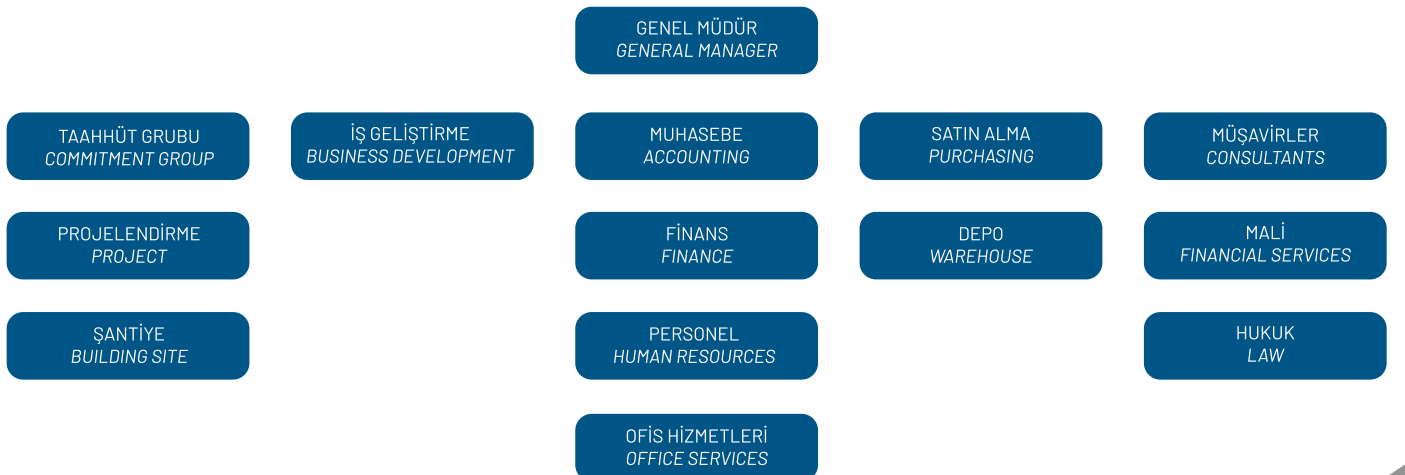 GENEL MÜDÜR
GENERAL MANAGER
TAAHHÜT GRUBU
COMMITMENT GROUP
İŞ GELİŞTİRME
BUSINESS DEVELOPMENT
MUHASEBE
ACCOUNTING
SATIN ALMA
PURCHASING
MÜŞAVİRLER
CONSULTANTS
PROJELENDİRME
PROJECT
FİNANS
FINANCE
DEPO
WAREHOUSE
MALİ
FINANCIAL SERVICES
ŞANTİYE
BUILDING SITE
PERSONEL
HUMAN RESOURCES
HUKUK
LAW
OFİS HİZMETLERİ
OFFICE SERVICES